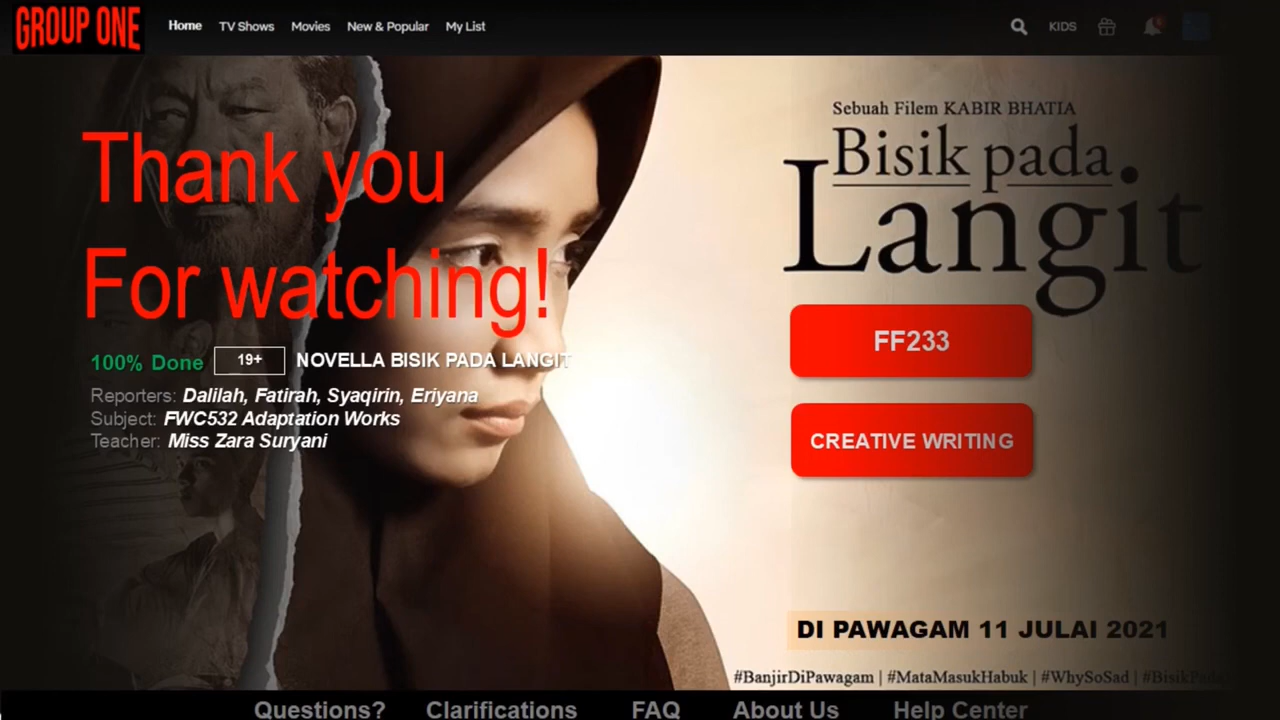 GROUP ONE
Home TV Shows Movies New & Popular My List
KIDS
Thank you
For watching!
100% Done 19+ NOVELLA BISIK PADA LANGIT
Reporters: Dalilah, Fatirah, Syaqirin, Eriyana
Subject: FWC532 Adaptation Works
Teacher: Miss Zara Suryani
Sebuah Filem KABIR BHATIA
Bisik pada
Langit
FF233
CREATIVE WRITING
DI PAWAGAM 11 JULAI 2021
#BanjirDiPawagam | #MataMasukHabuk | #WhySoSad |
Questions? Clarifications FAQ About Us Help Center